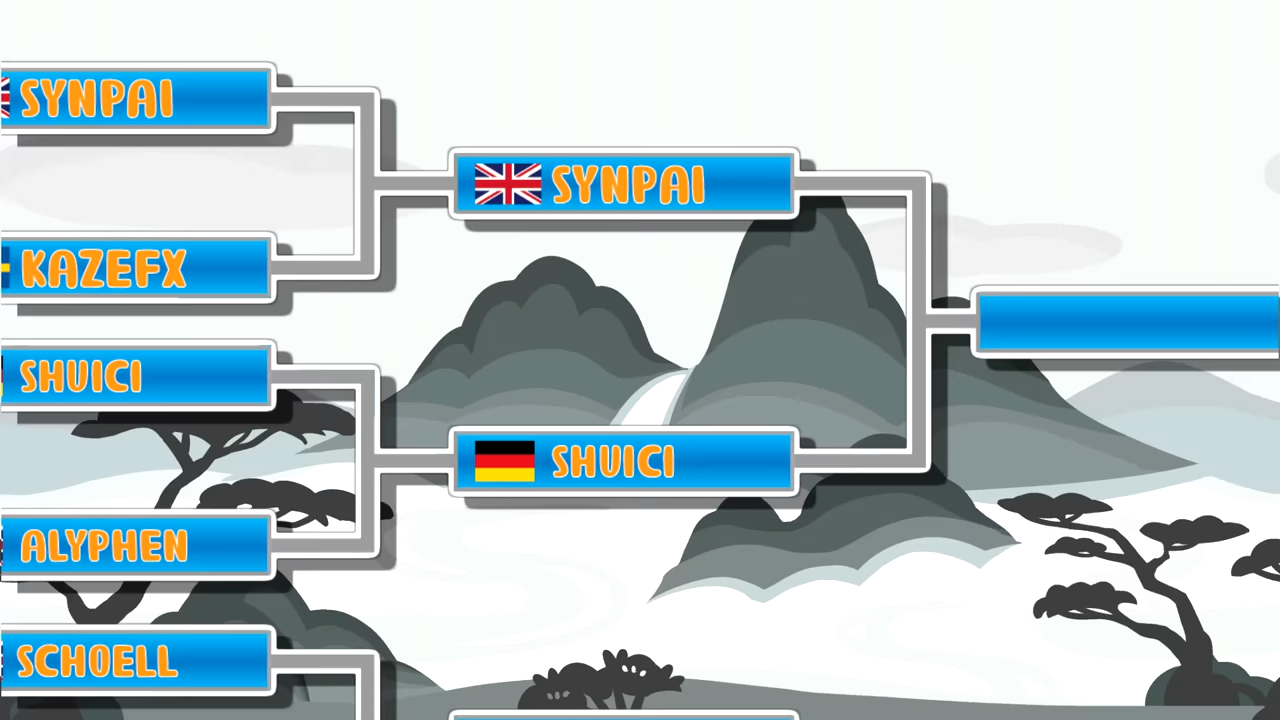 SYNPAI
SYNPAI
KAZEFX
SHUICI
SHUICI
ALYPHEN
SCHOELL